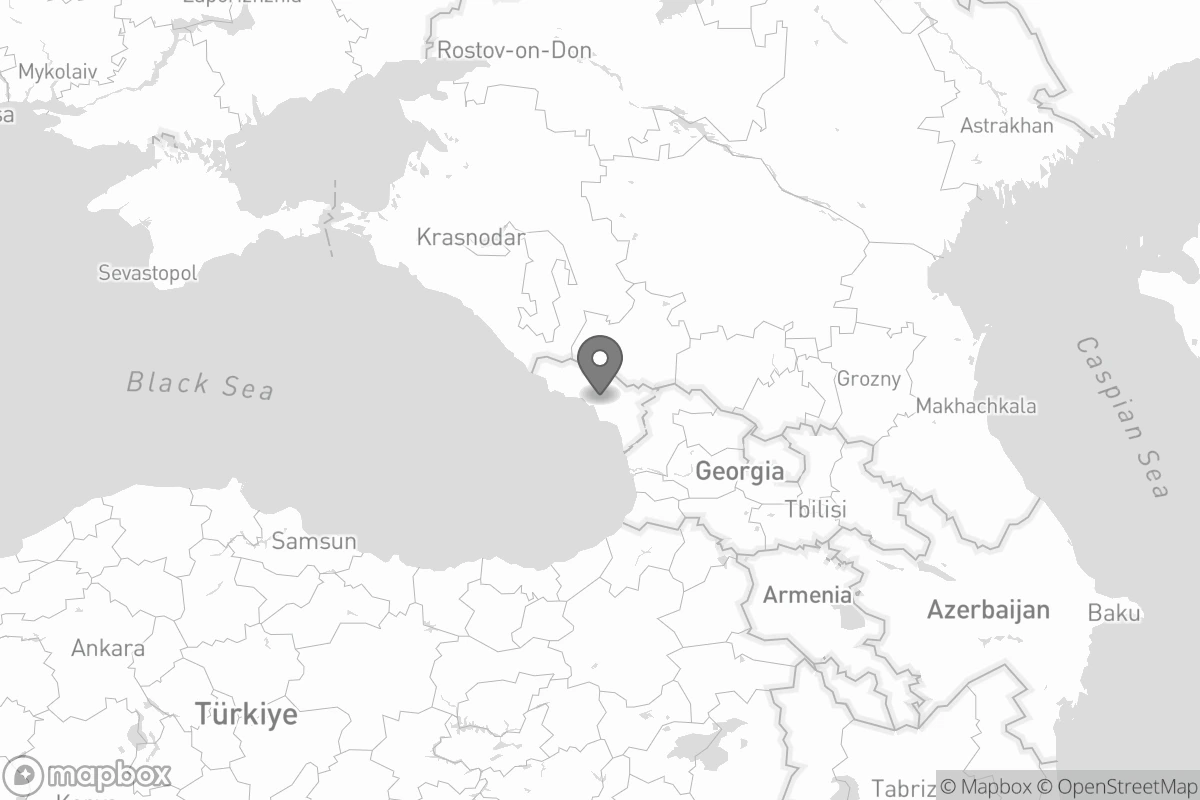 Zaporizhzhia
Rostov-on-Don
Mykolaiv
Astrakhan
Krasnodar
Sevastopol
Black Sea
Caspian Sea
Grozny
Makhachkala
Georgia
Tbilisi
Samsun
Armenia
Azerbaijan
Baku
Ankara
Türkiye
mapbox
Tabriz
© Mapbox © OpenStreetMap